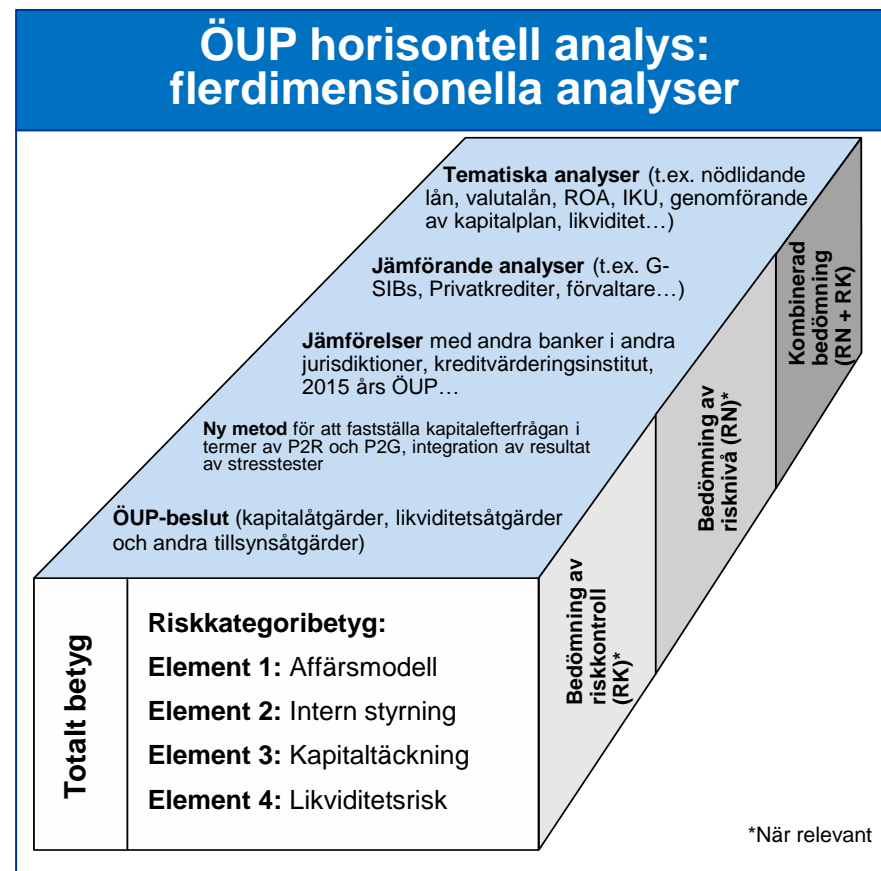 ÖUP horisontell analys:
flerdimensionella analyser
Tematiska analyser (t.ex. nödlidande
lån, valutalån, ROA, IKU, genomförande
av kapitalplan, likviditet…)
Jämförande analyser (t.ex. G-
SIBs, Privatkrediter, förvaltare…)
Jämförelser med andra banker i andra
jurisdiktioner, kreditvärderingsinstitut,
2015 års ÖUP…
Ny metod för att fastställa kapitalefterfrågan i
termer av P2R och P2G, integration av resultat
av stresstester
ÖUP-beslut (kapitalåtgärder, likviditetsåtgärder
och andra tillsynsåtgärder)
Totalt betyg
Riskkategoribetyg:
Element 1: Affärsmodell
Element 2: Intern styrning
Element 3: Kapitaltäckning
Element 4: Likviditetsrisk
Bedömning av
riskkontroll
(RK)*
Bedömning av
risknivå (RN)*
Kombinerad
bedömning
(RN + RK)
*När relevant